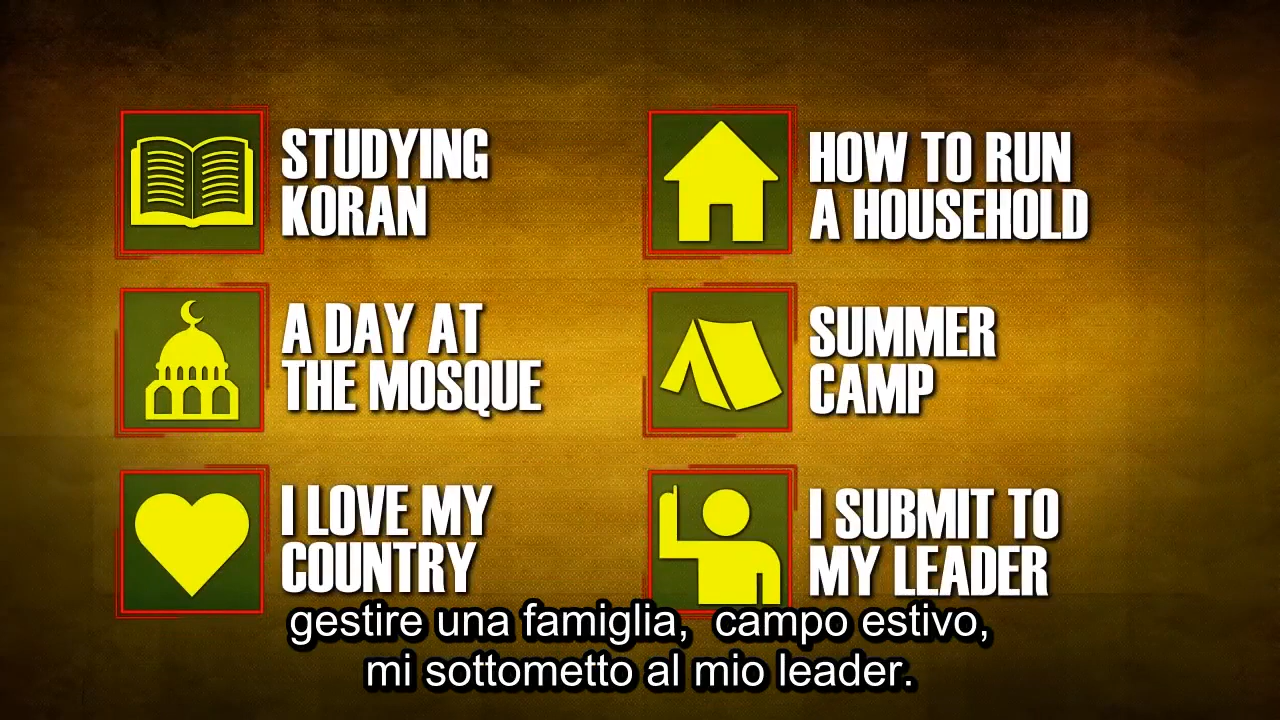 STUDYING
KORAN
HOW TO RUN
A HOUSEHOLD
A DAY AT
THE MOSQUE
SUMMER
CAMP
I LOVE MY
COUNTRY
I SUBMIT TO
MY LEADER
gestire una famiglia, campo estivo,
mi sottometto al mio leader.